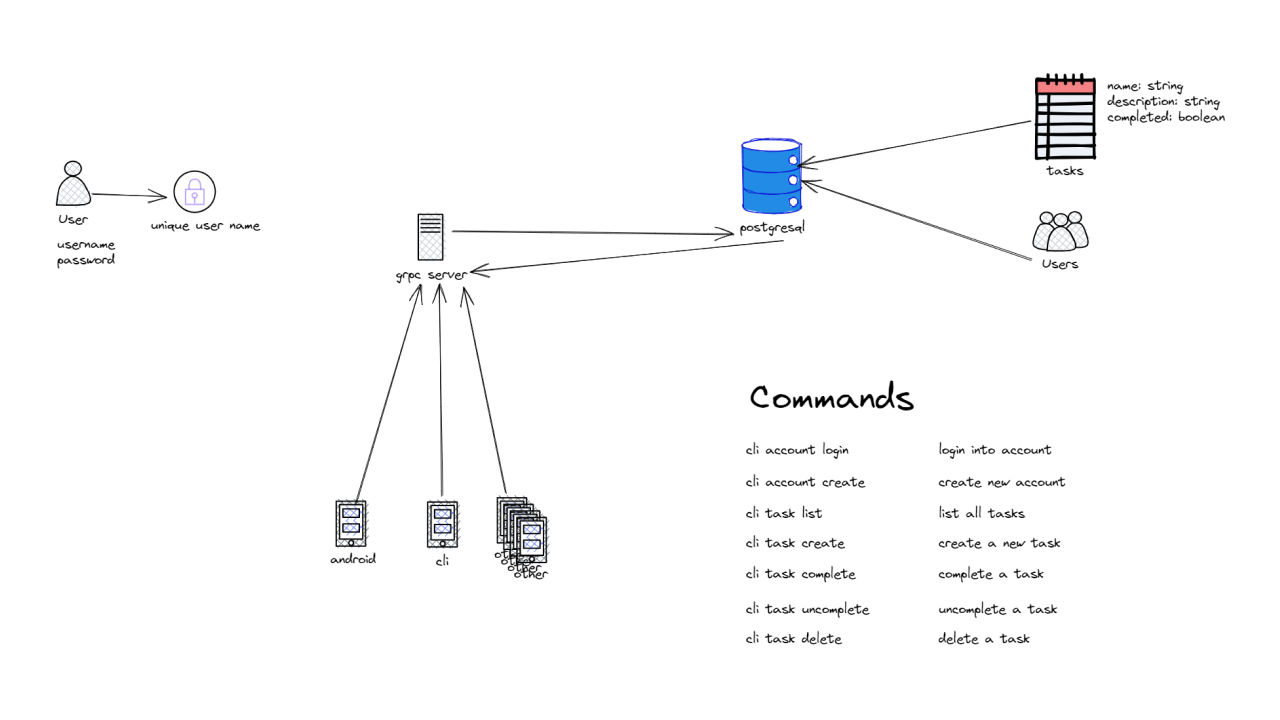 name: string
description: string
completed: boolean
tasks
User
username
password
unique user name
postgresql
Users
grpc server
android
cli
other
other
Commands
cli account login login into account
cli account create create new account
cli task list list all tasks
cli task create create a new task
cli task complete complete a task
cli task uncomplete uncomplete a task
cli task delete delete a task